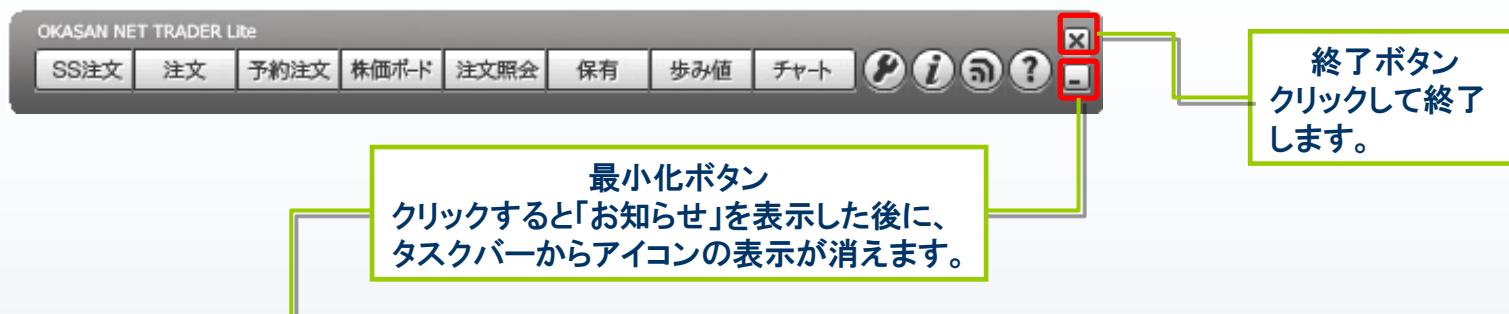 OKASAN NET TRADER Lite
SS注文 注文 予約注文 株価ボード 注文照会 保有 歩み値 チャート
終了ボタン
クリックして終了
します。
最小化ボタン
クリックすると「お知らせ」を表示した後に、
タスクバーからアイコンの表示が消えます。